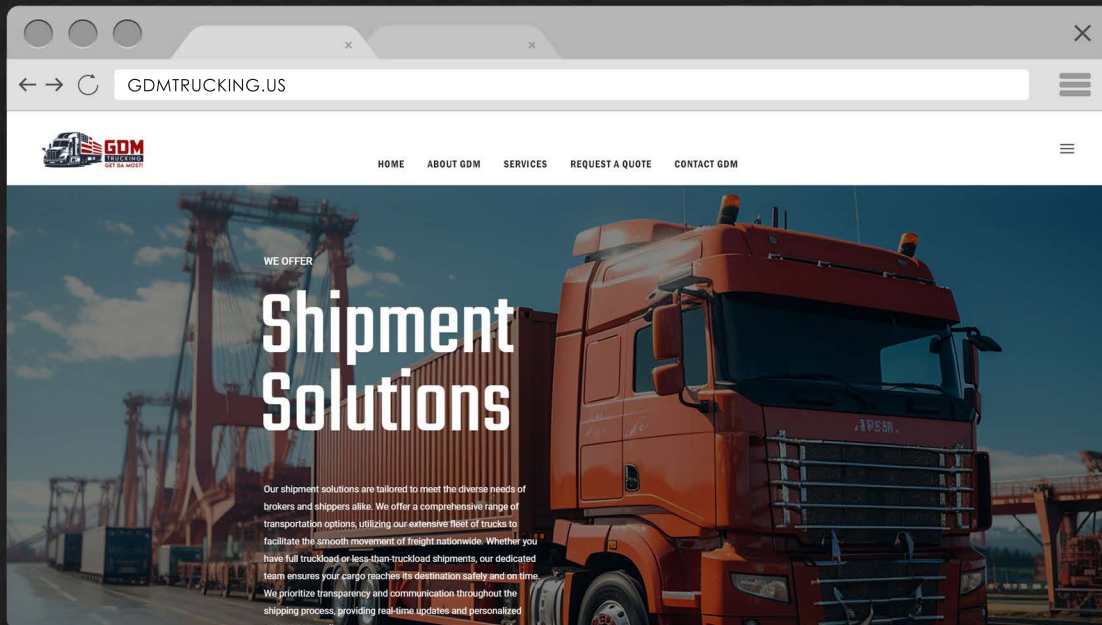 GDMTRUCKING.US
GDM
TRUCKING
GET DA MOST!
HOME ABOUT GDM SERVICES REQUEST A QUOTE CONTACT GDM
WE OFFER
Shipment
Solutions
Our shipment solutions are tailored to meet the diverse needs of
brokers and shippers alike. We offer a comprehensive range of
transportation options, utilizing our extensive fleet of trucks to
facilitate the smooth movement of freight nationwide. Whether you
have full truckload or less-than-truckload shipments, our dedicated
team ensures your cargo reaches its destination safely and on time.
We prioritize transparency and communication throughout the
shipping process, providing real-time updates and personalized